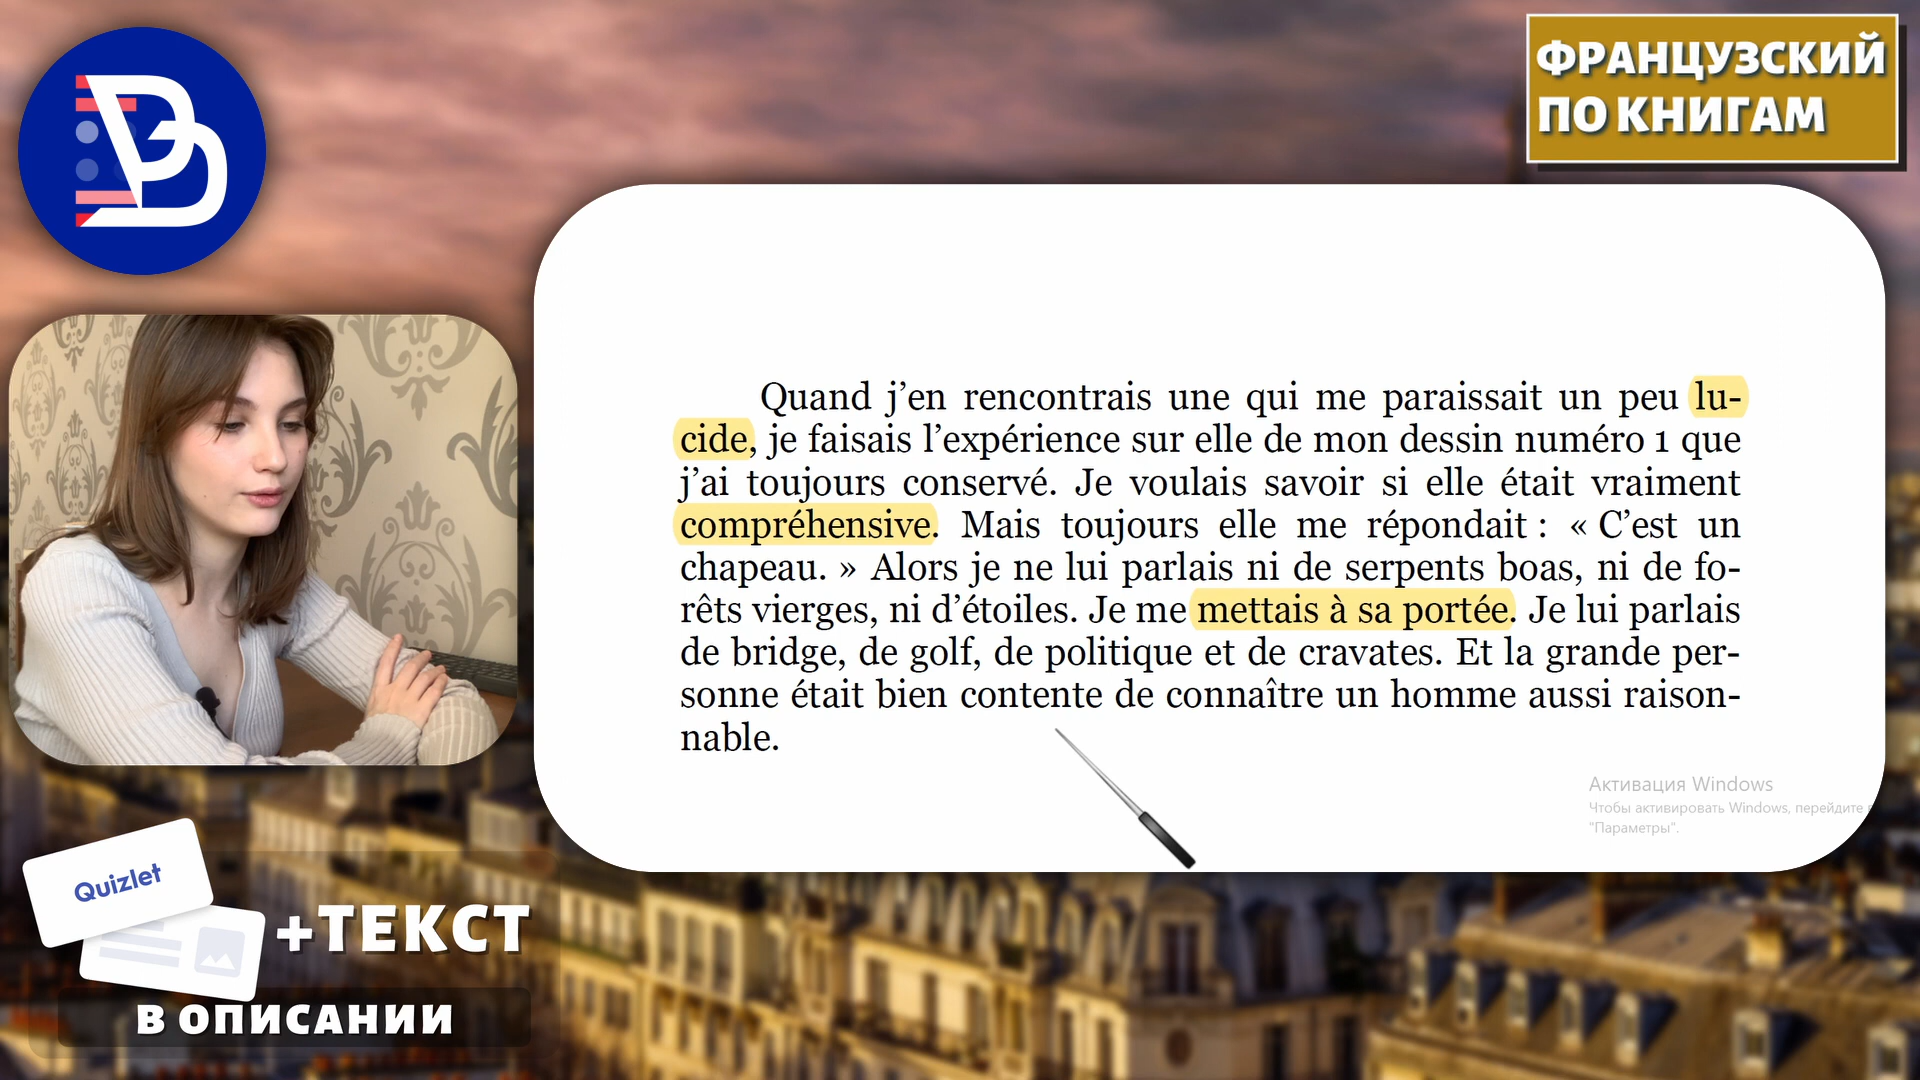 ФРАНЦУЗСКИЙ
ПО КНИГАМ
Quand j’en rencontrais une qui me paraissait un peu lu-
cide, je faisais l’expérience sur elle de mon dessin numéro 1 que
j’ai toujours conservé. Je voulais savoir si elle était vraiment
compréhensive. Mais toujours elle me répondait : « C’est un
chapeau. » Alors je ne lui parlais ni de serpents boas, ni de fo-
rêts vierges, ni d’étoiles. Je me mettais à sa portée. Je lui parlais
de bridge, de golf, de politique et de cravates. Et la grande per-
sonne était bien contente de connaître un homme aussi raison-
nable.
Активация Windows
Чтобы активировать Windows, перейдите
"Параметры".
Quizlet
+ТЕКСТ
В ОПИСАНИИ